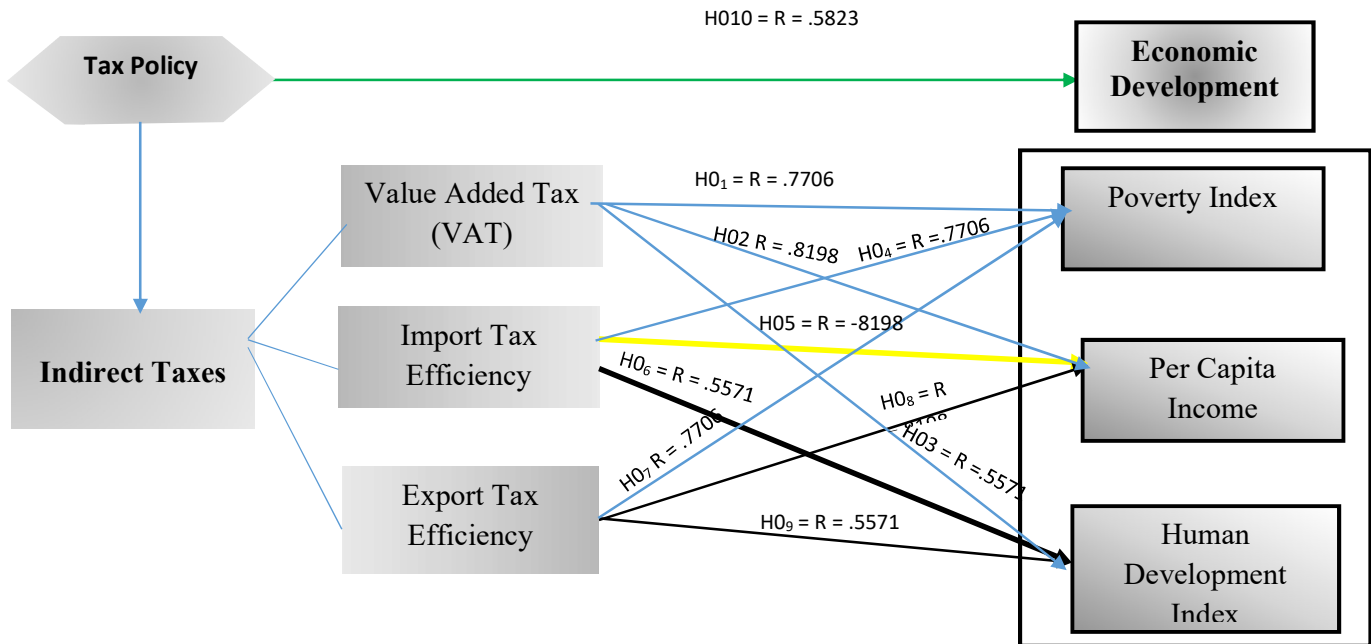 H010 = R = .5823
Tax Policy
Economic
Development
Value Added Tax
(VAT)
H0₁ = R = .7706
Poverty Index
H02 R = .8198
H0₄ = R =.7706
Import Tax
Efficiency
H05 = R = -8198
Indirect Taxes
H0₆ = R = .5571
Per Capita
Income
H0₈ = R
H03 = R =.5571
H0₇ R = .7706
Export Tax
Efficiency
H0₉ = R = .5571
Human
Development
Index